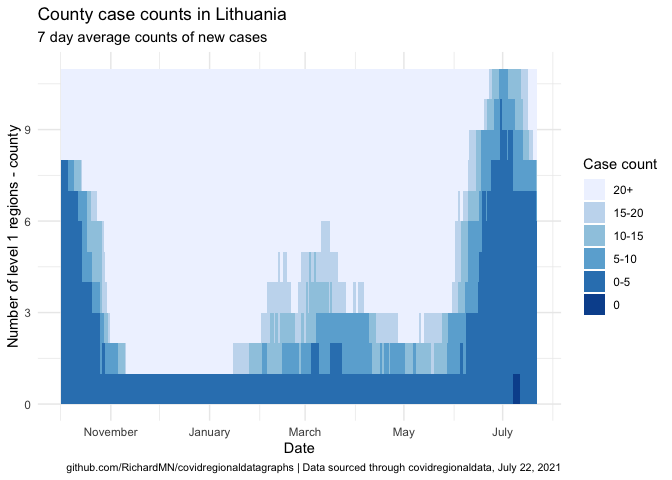 County case counts in Lithuania
7 day average counts of new cases
Number of level 1 regions - county
9
6
3
0
November January March May July
Date
Case count
20+
15-20
10-15
5-10
0-5
0
github.com/RichardMN/covidregionaldatagraphs | Data sourced through covidregionaldata, July 22, 2021